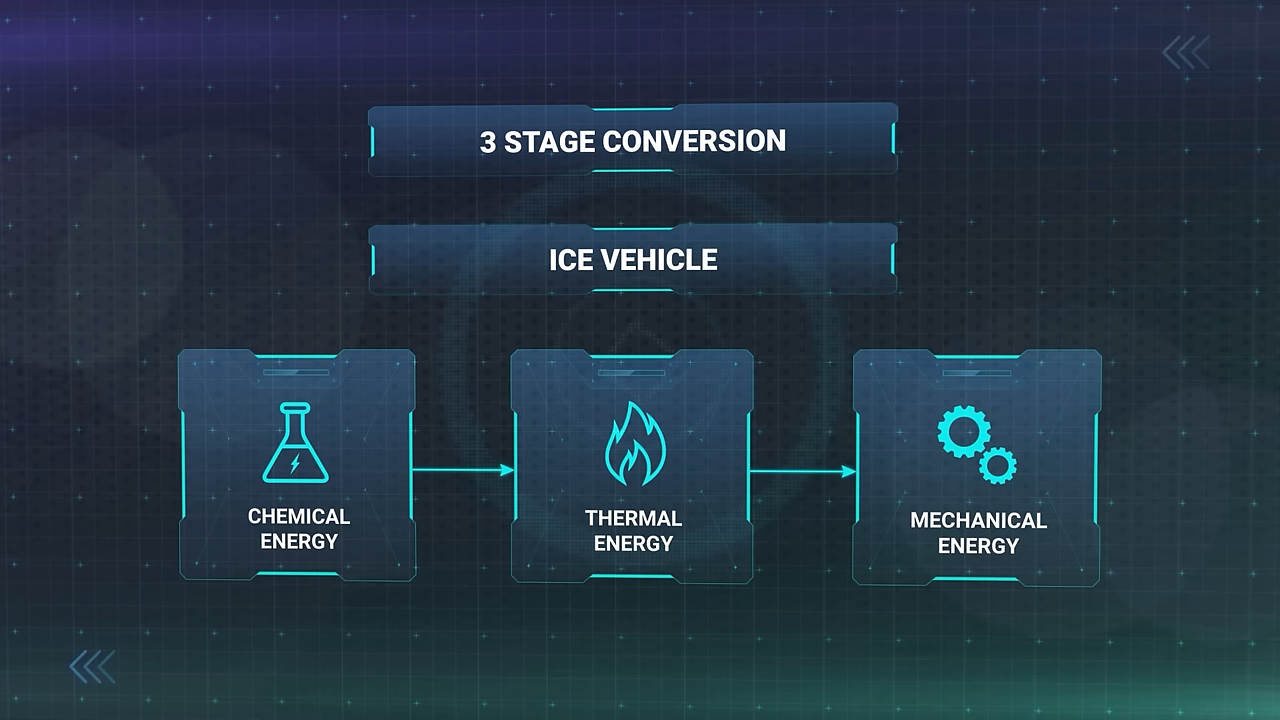 3 STAGE CONVERSION
ICE VEHICLE
CHEMICAL
ENERGY
THERMAL
ENERGY
MECHANICAL
ENERGY